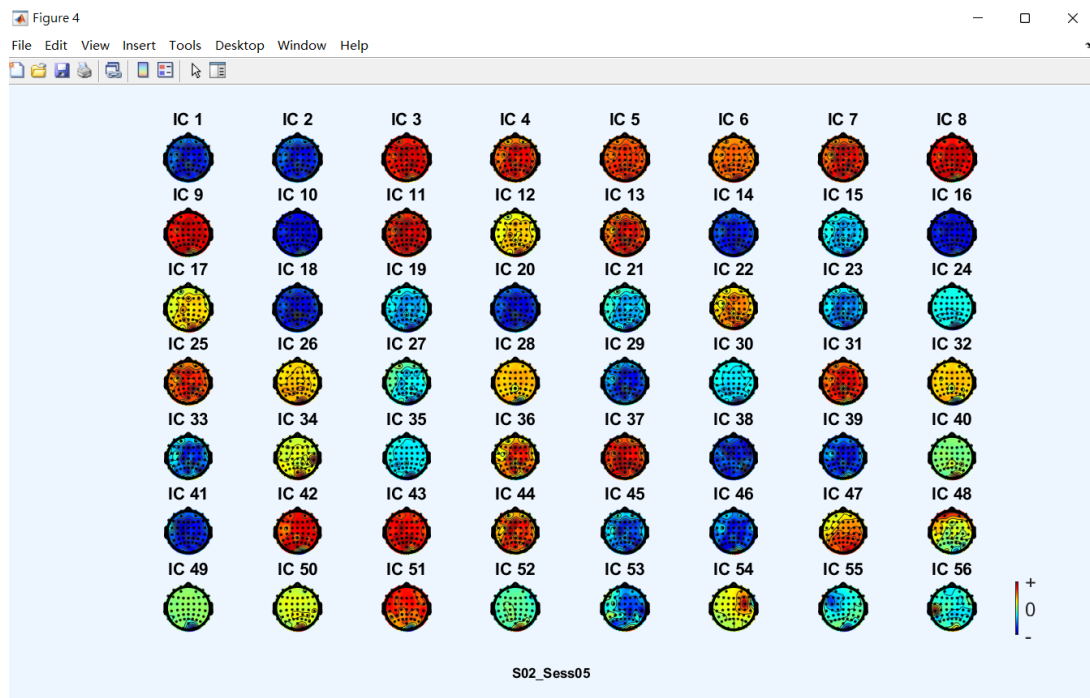 Figure 4
File Edit View Insert Tools Desktop Window Help
IC 1 IC 2 IC 3 IC 4 IC 5 IC 6 IC 7 IC 8
IC 9 IC 10 IC 11 IC 12 IC 13 IC 14 IC 15 IC 16
IC 17 IC 18 IC 19 IC 20 IC 21 IC 22 IC 23 IC 24
IC 25 IC 26 IC 27 IC 28 IC 29 IC 30 IC 31 IC 32
IC 33 IC 34 IC 35 IC 36 IC 37 IC 38 IC 39 IC 40
IC 41 IC 42 IC 43 IC 44 IC 45 IC 46 IC 47 IC 48
IC 49 IC 50 IC 51 IC 52 IC 53 IC 54 IC 55 IC 56
+
0
-
S02_Sess05